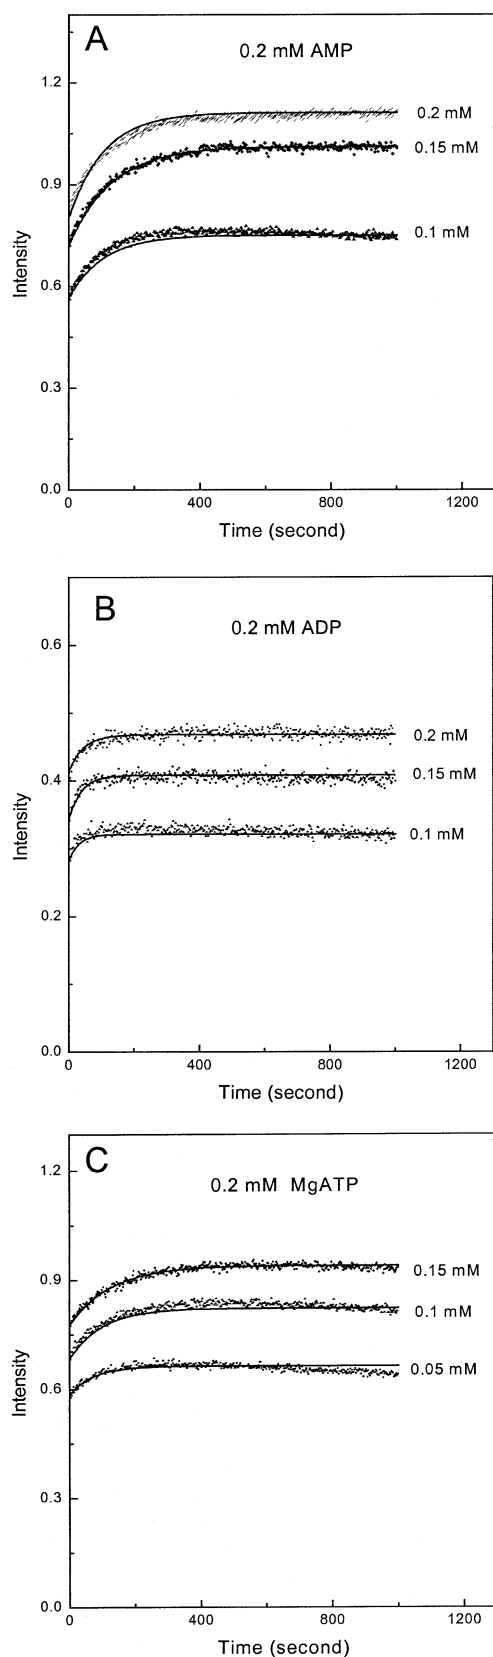 A
0.2 mM AMP
1.2
0.2 mM
0.15 mM
0.9
0.1 mM
Intensity
0.6
0.3
0.0
0 400 800 1200
Time (second)
B
0.2 mM ADP
0.6
0.2 mM
0.15 mM
0.4
0.1 mM
Intensity
0.2
0.0
0 400 800 1200
Time (second)
C
0.2 mM MgATP
1.2
0.15 mM
0.9
0.1 mM
0.05 mM
0.6
Intensity
0.3
0.0
0 400 800 1200
Time (second)